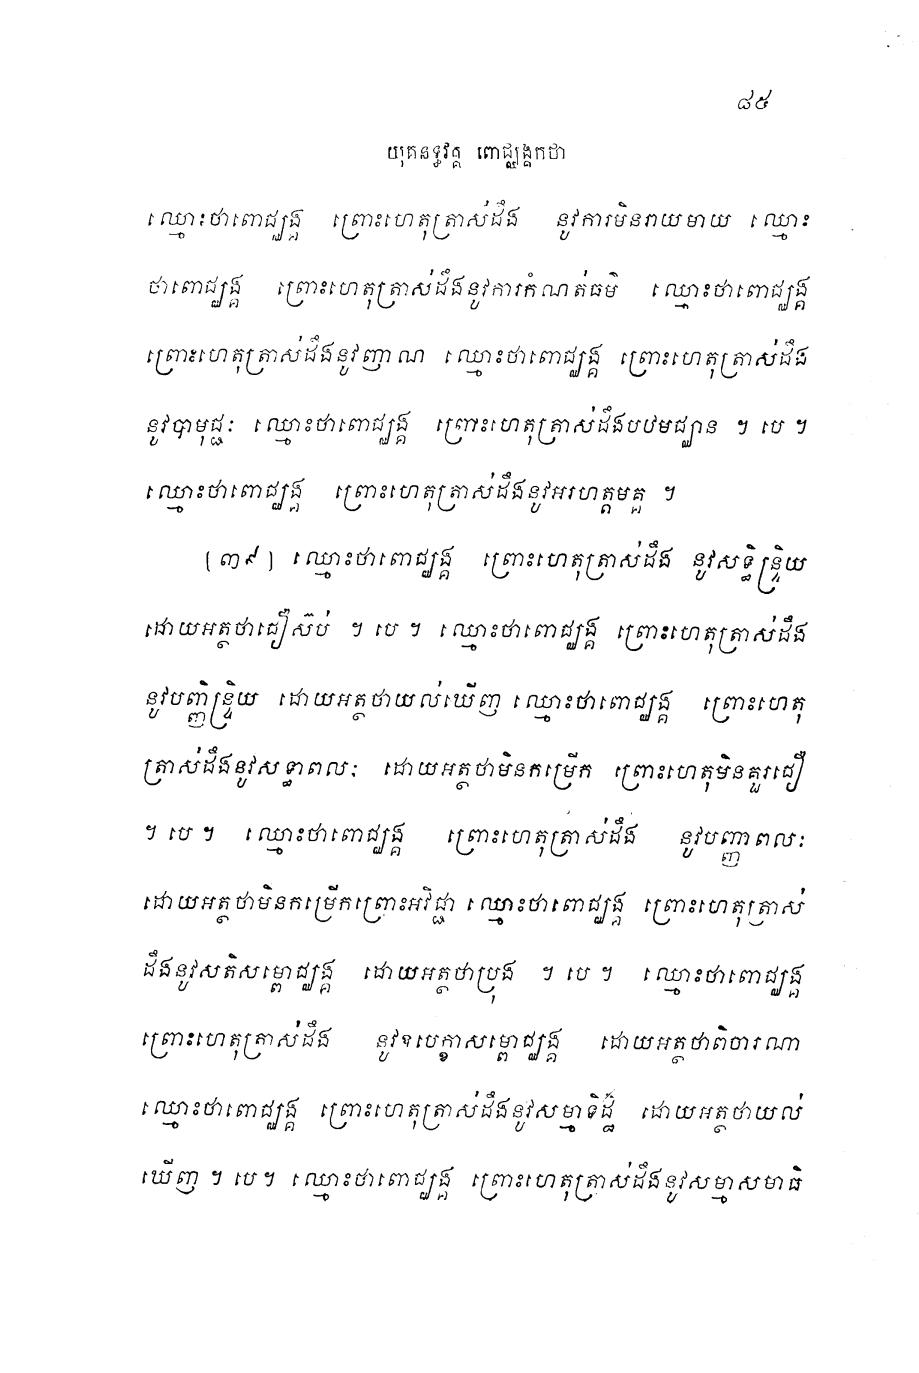 ៨៥
យុគនទ្ធវគ្គ ពោជ្ឈង្គកថា
ឈ្មោះថាពោជ្ឈង្គ ព្រោះហេតុត្រាស់ដឹង នូវការមិនរាយមាយ ឈ្មោះ
ថាពោជ្ឈង្គ ព្រោះហេតុត្រាស់ដឹងនូវការកំណត់ធម៌ ឈ្មោះថាពោជ្ឈង្គ
ព្រោះហេតុត្រាស់ដឹងនូវញាណ ឈ្មោះថាពោជ្ឈង្គ ព្រោះហេតុត្រាស់ដឹង
នូវបាមុជ្ជៈ ឈ្មោះថាពោជ្ឈង្គ ព្រោះហេតុត្រាស់ដឹងបឋមជ្ឈាន ។ បេ ។
ឈ្មោះថាពោជ្ឈង្គ ព្រោះហេតុត្រាស់ដឹងនូវអរហត្តមគ្គ ។
[៣៩] ឈ្មោះថាពោជ្ឈង្គ ព្រោះហេតុត្រាស់ដឹង នូវសទ្ធិន្ទ្រិយ
ដោយអត្ថថាជឿស៊ប់ ។ បេ ។ ឈ្មោះថាពោជ្ឈង្គ ព្រោះហេតុត្រាស់ដឹង
នូវបញ្ញិន្ទ្រិយ ដោយអត្ថថាយល់ឃើញ ឈ្មោះថាពោជ្ឈង្គ ព្រោះហេតុ
ត្រាស់ដឹងនូវសទ្ធាពលៈ ដោយអត្ថថាមិនកម្រើក ព្រោះហេតុមិនគួរជឿ
។ បេ ។ ឈ្មោះថាពោជ្ឈង្គ ព្រោះហេតុត្រាស់ដឹង នូវបញ្ញាពលៈ
ដោយអត្ថថាមិនកម្រើកព្រោះអវិជ្ជា ឈ្មោះថាពោជ្ឈង្គ ព្រោះហេតុត្រាស់
ដឹងនូវសតិសម្ពោជ្ឈង្គ ដោយអត្ថថាប្រុង ។ បេ ។ ឈ្មោះថាពោជ្ឈង្គ
ព្រោះហេតុត្រាស់ដឹង នូវឧបេក្ខាសម្ពោជ្ឈង្គ ដោយអត្ថថាពិចារណា
ឈ្មោះថាពោជ្ឈង្គ ព្រោះហេតុត្រាស់ដឹងនូវសម្មាទិដ្ឋិ ដោយអត្ថថាយល់
ឃើញ ។ បេ។ ឈ្មោះថាពោជ្ឈង្គ ព្រោះហេតុត្រាស់ដឹងនូវសម្មាសមាធិ